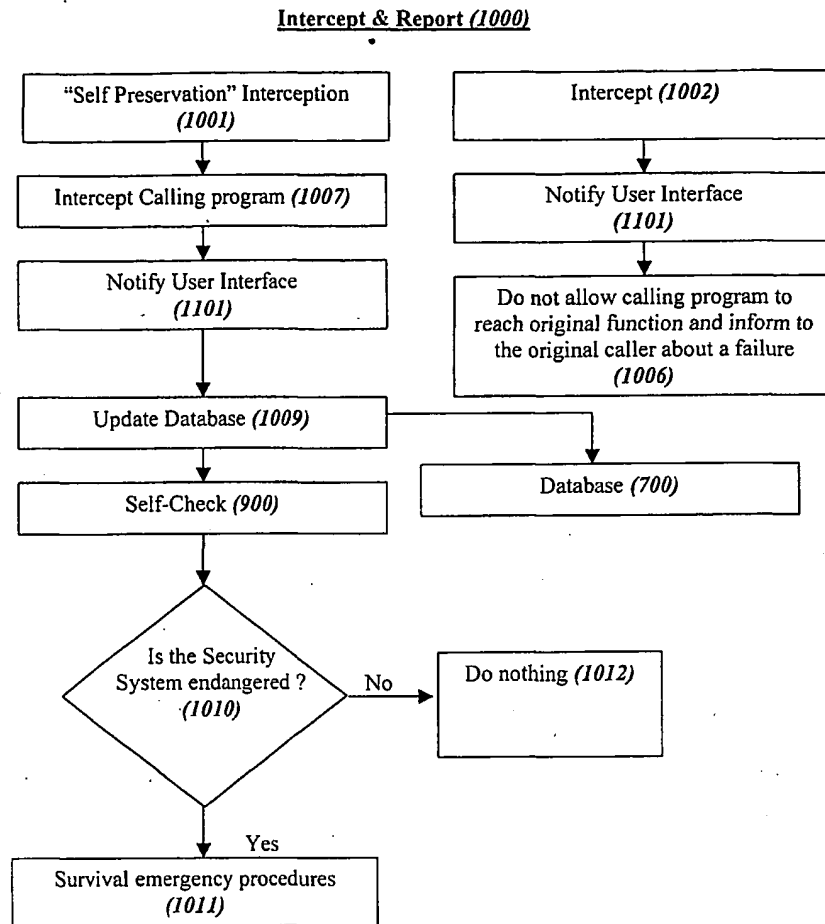 Intercept & Report (1000)
“Self Preservation” Interception
(1001)
Intercept Calling program (1007)
Notify User Interface
(1101)
Update Database (1009)
Self-Check (900)
Is the Security
System endangered ?
(1010)
No
Do nothing (1012)
Yes
Survival emergency procedures
(1011)
Intercept (1002)
Notify User Interface
(1101)
Do not allow calling program to
reach original function and inform to
the original caller about a failure
(1006)
Database (700)